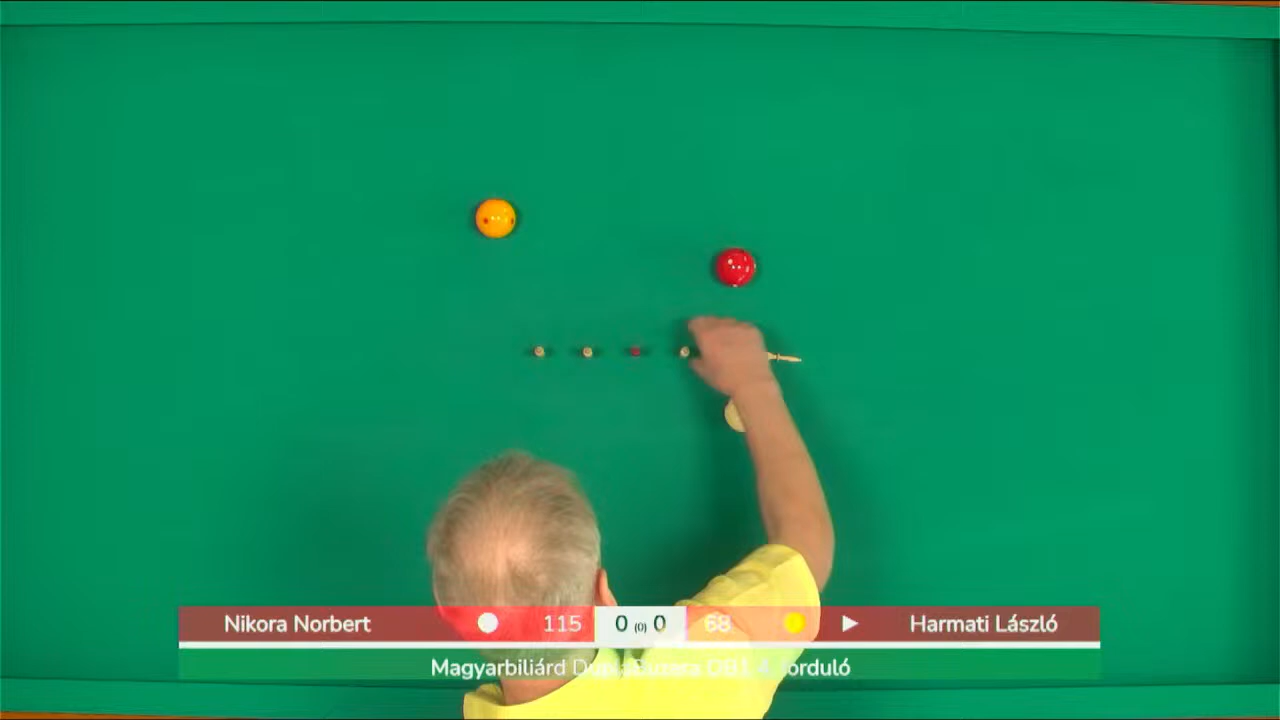 Nikora Norbert 115 0 (0) 0 68 Harmati László
Magyarbiliárd forduló